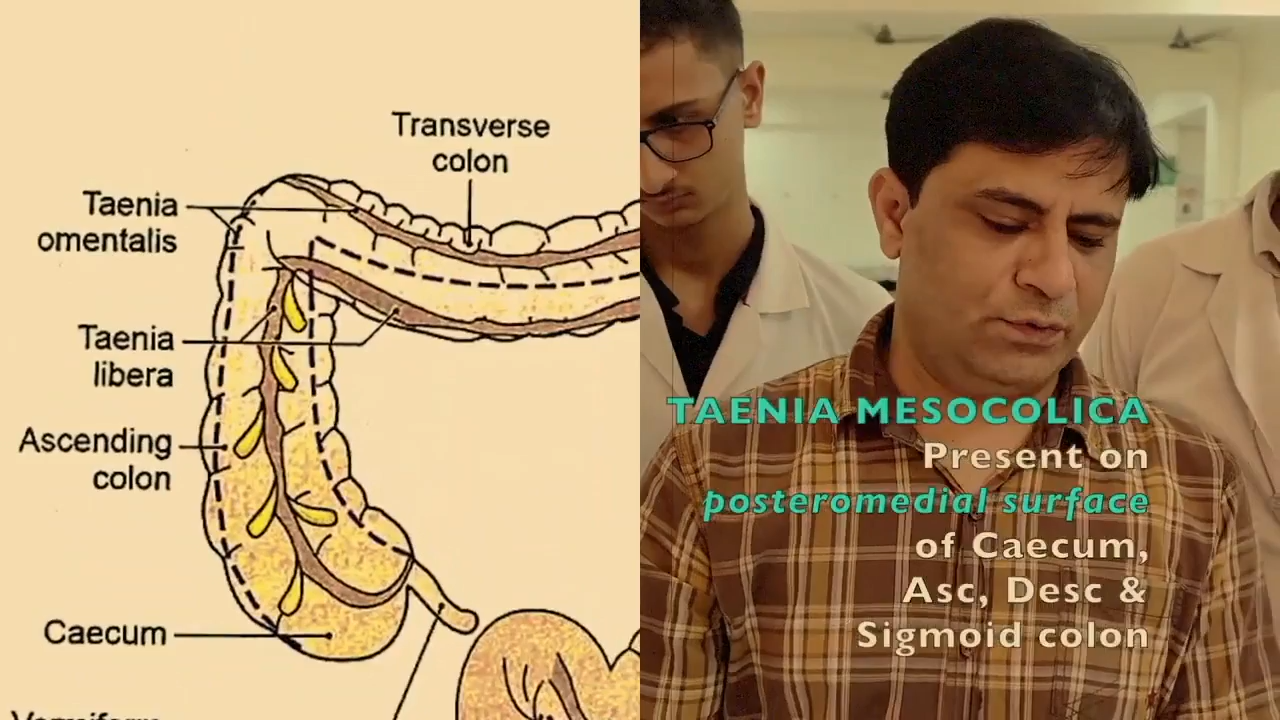 Transverse
colon
Taenia
omentalis
Taenia
libera
Ascending
colon
Caecum
TAENIA MESOCOLICA
Present on
posteromedial surface
of Caecum,
Asc, Desc &
Sigmoid colon